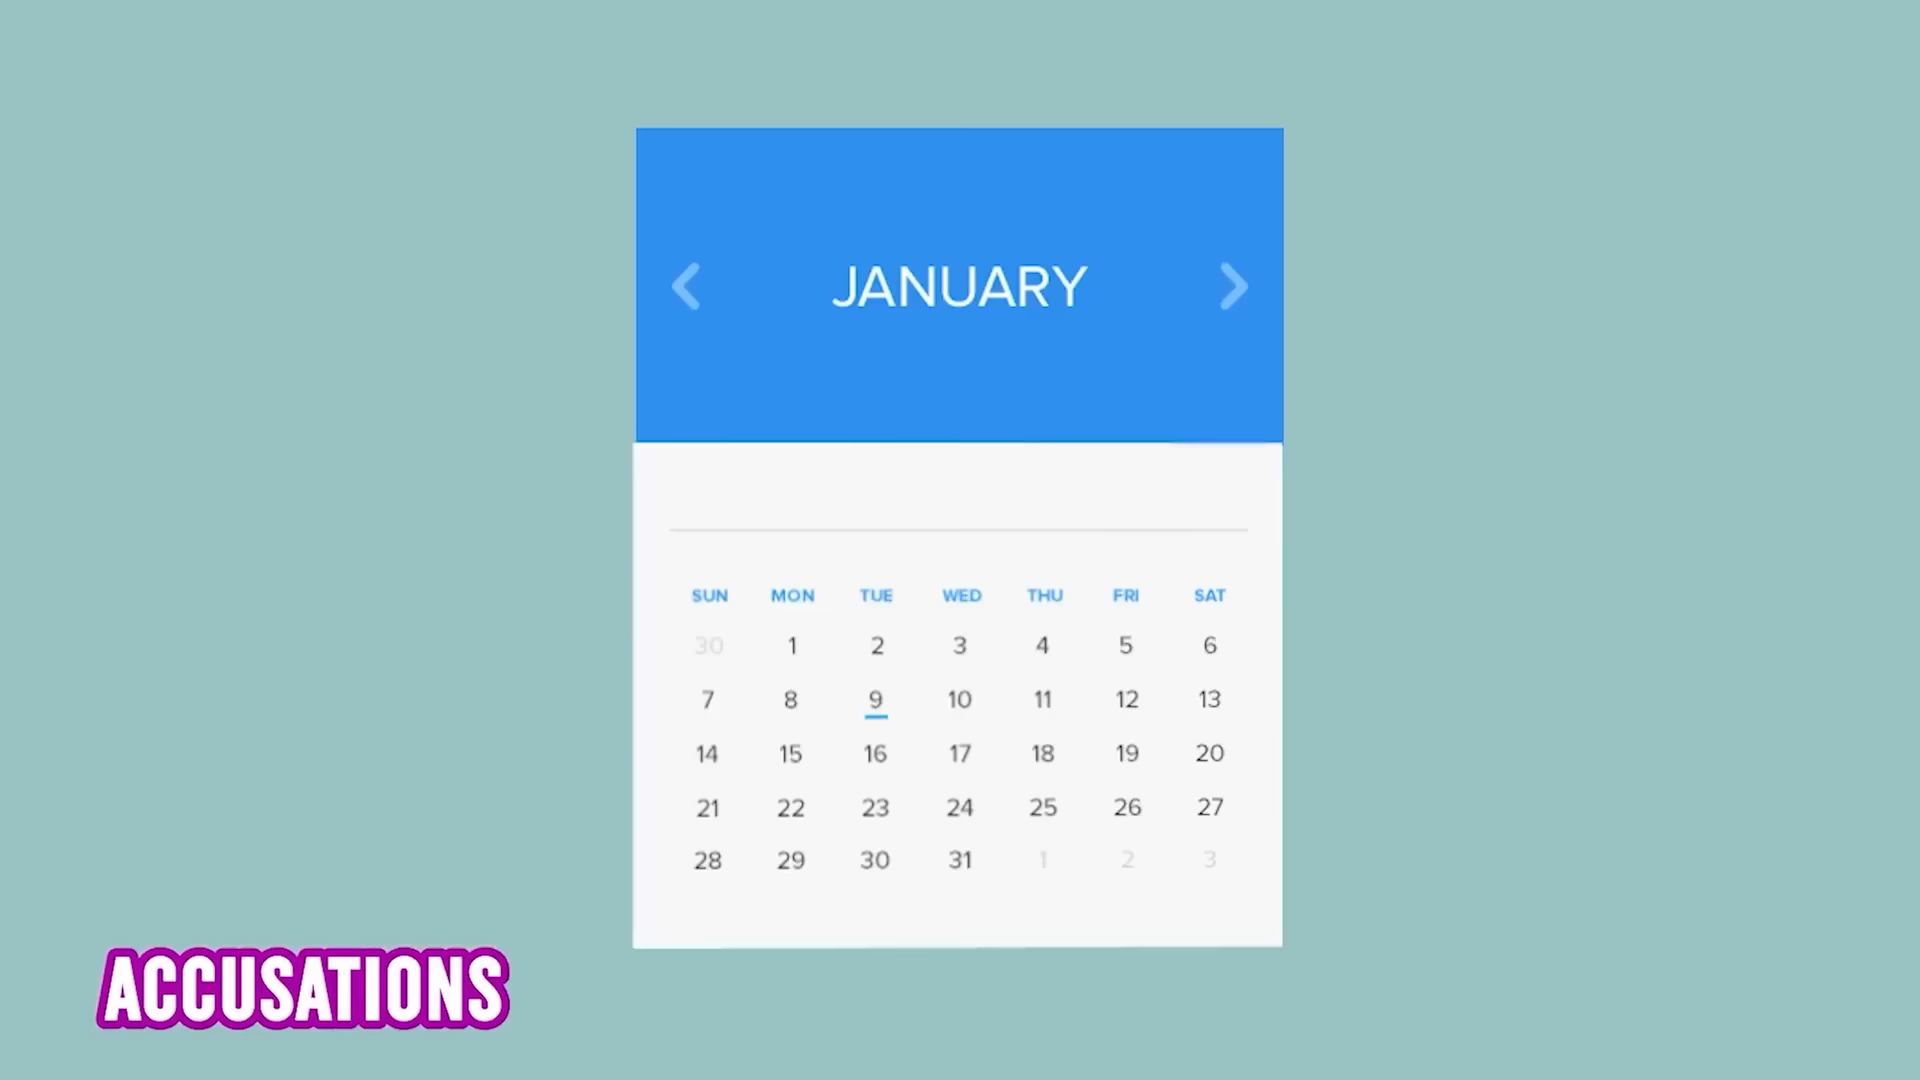 JANUARY
SUN MON TUE WED THU FRI SAT
30 1 2 3 4 5 6
7 8 9 10 11 12 13
14 15 16 17 18 19 20
21 22 23 24 25 26 27
28 29 30 31 1 2 3
ACCUSATIONS